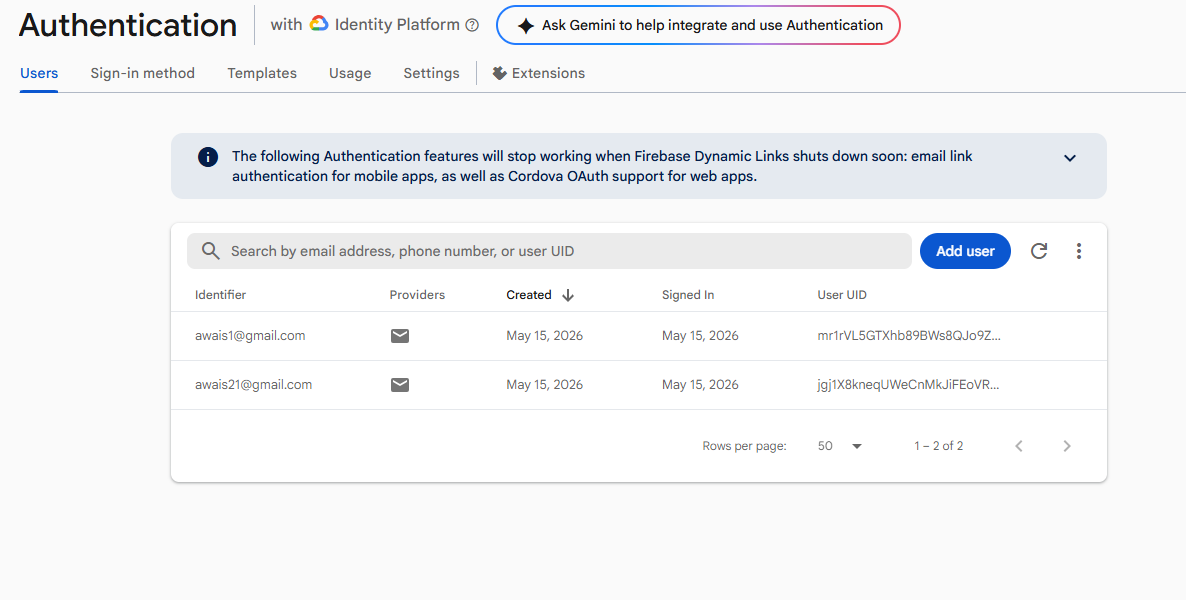 Authentication with Identity Platform Ask Gemini to help integrate and use Authentication
Users Sign-in method Templates Usage Settings Extensions
The following Authentication features will stop working when Firebase Dynamic Links shuts down soon: email link
authentication for mobile apps, as well as Cordova OAuth support for web apps.
Search by email address, phone number, or user UID Add user
Identifier Providers Created Signed In User UID
awais1@gmail.com May 15, 2026 May 15, 2026 mr1rVL5GTXhb89BWs8QJo9Z...
awais21@gmail.com May 15, 2026 May 15, 2026 jgj1X8kneqUWeCnMkJiFEoVR...
Rows per page: 50 1 – 2 of 2